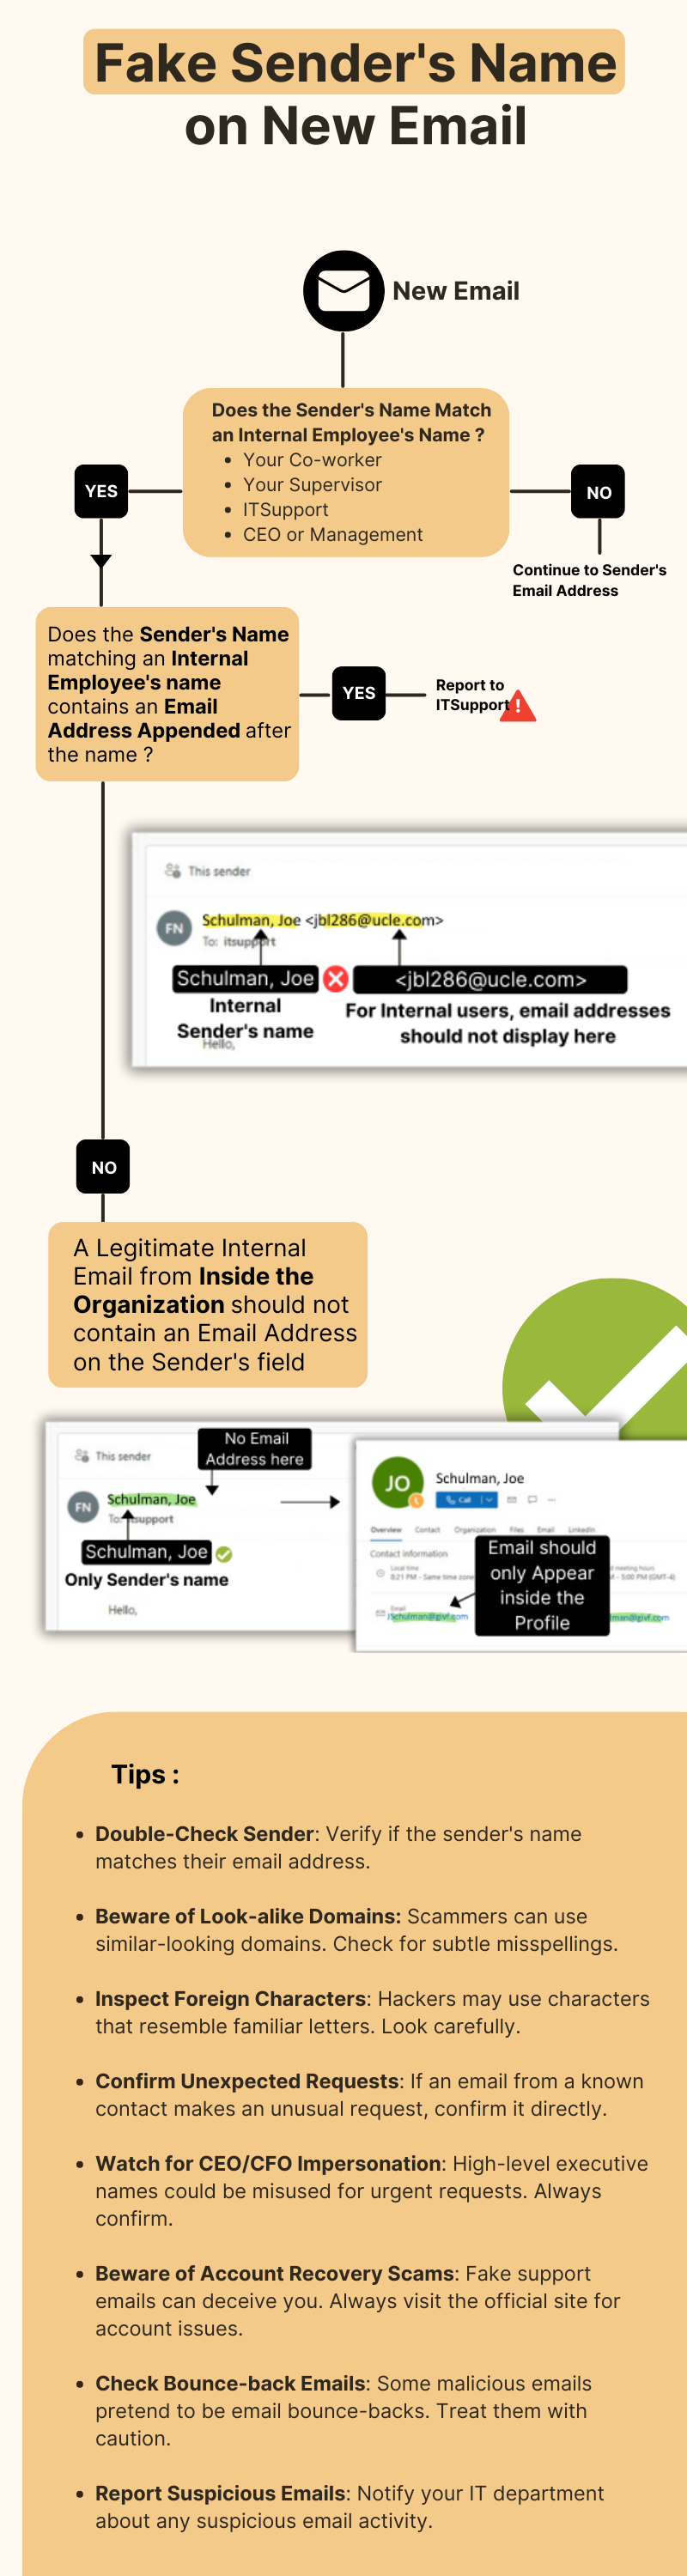 Fake Sender's Name
on New Email
New Email
Does the Sender's Name Match
an Internal Employee's Name ?
• Your Co-worker
• Your Supervisor
• ITSupport
• CEO or Management
YES
NO
Continue to Sender's
Email Address
Does the Sender's Name
matching an Internal
Employee's name
contains an Email
Address Appended after
the name ?
YES
Report to
ITSupport
This sender
FN
Schulman, Joe <jbl286@ucle.com>
To: itsupport
Schulman, Joe
<jbl286@ucle.com>
Internal
Sender's name
For Internal users, email addresses
should not display here
Hello,
NO
A Legitimate Internal
Email from Inside the
Organization should not
contain an Email Address
on the Sender's field
This sender
No Email
Address here
FN
Schulman, Joe
To: itsupport
Schulman, Joe
Only Sender's name
Hello,
JO
Schulman, Joe
Call
Overview Contact Organization Files Email LinkedIn
Contact information
Local time
8:21 PM - Same time zone
meeting hours
- 5:00 PM (GMT-4)
Email should
only Appear
inside the
Profile
Email
JSchulman@givf.com
lman@givf.com
Tips :
• Double-Check Sender: Verify if the sender's name
matches their email address.
• Beware of Look-alike Domains: Scammers can use
similar-looking domains. Check for subtle misspellings.
• Inspect Foreign Characters: Hackers may use characters
that resemble familiar letters. Look carefully.
• Confirm Unexpected Requests: If an email from a known
contact makes an unusual request, confirm it directly.
• Watch for CEO/CFO Impersonation: High-level executive
names could be misused for urgent requests. Always
confirm.
• Beware of Account Recovery Scams: Fake support
emails can deceive you. Always visit the official site for
account issues.
• Check Bounce-back Emails: Some malicious emails
pretend to be email bounce-backs. Treat them with
caution.
• Report Suspicious Emails: Notify your IT department
about any suspicious email activity.